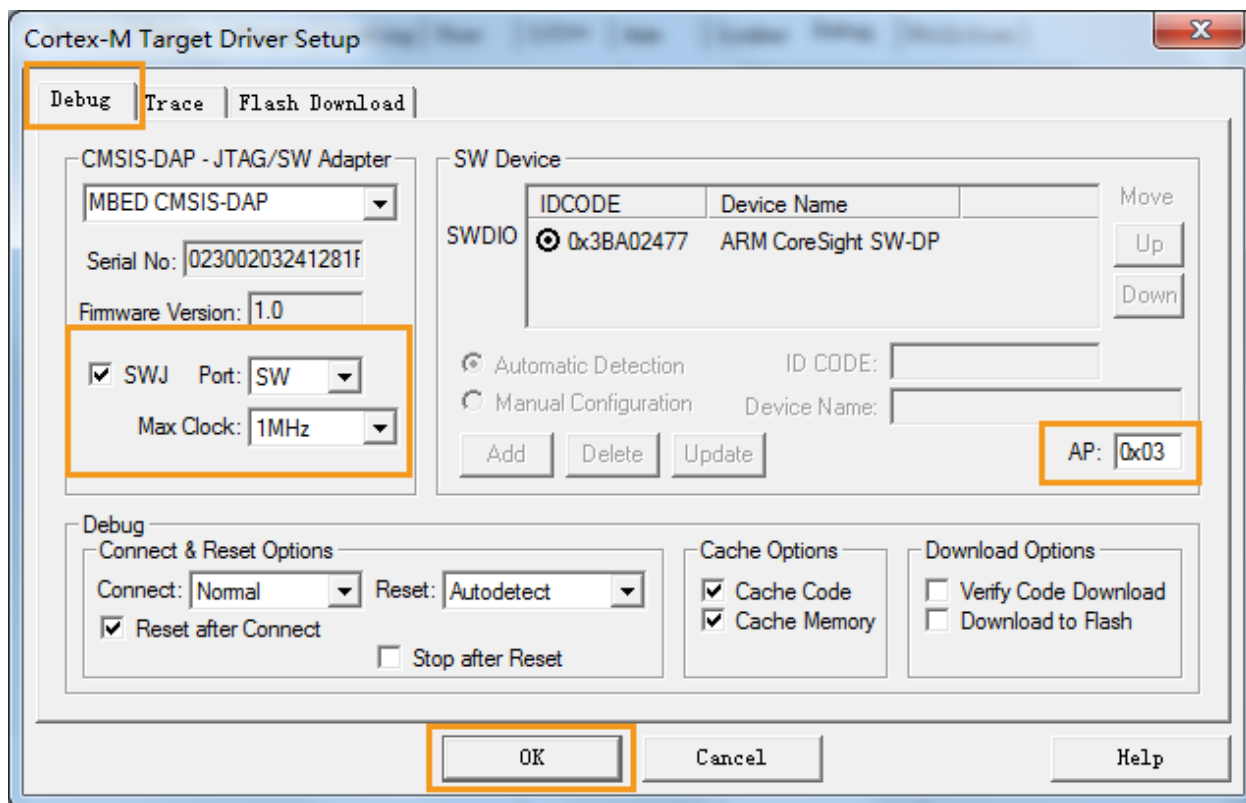 Cortex-M Target Driver Setup
Debug Trace Flash Download
CMSIS-DAP - JTAG/SW Adapter
MBED CMSIS-DAP
Serial No: 02300203241281F
Firmware Version: 1.0
SWJ Port: SW
Max Clock: 1MHz
SW Device
IDCODE Device Name
SWDIO 0x3BA02477 ARM CoreSight SW-DP
Move
Up
Down
Automatic Detection ID CODE:
Manual Configuration Device Name:
Add Delete Update AP: 0x03
Debug
Connect & Reset Options
Connect: Normal Reset: Autodetect
Reset after Connect
Stop after Reset
Cache Options
Cache Code
Cache Memory
Download Options
Verify Code Download
Download to Flash
OK Cancel Help